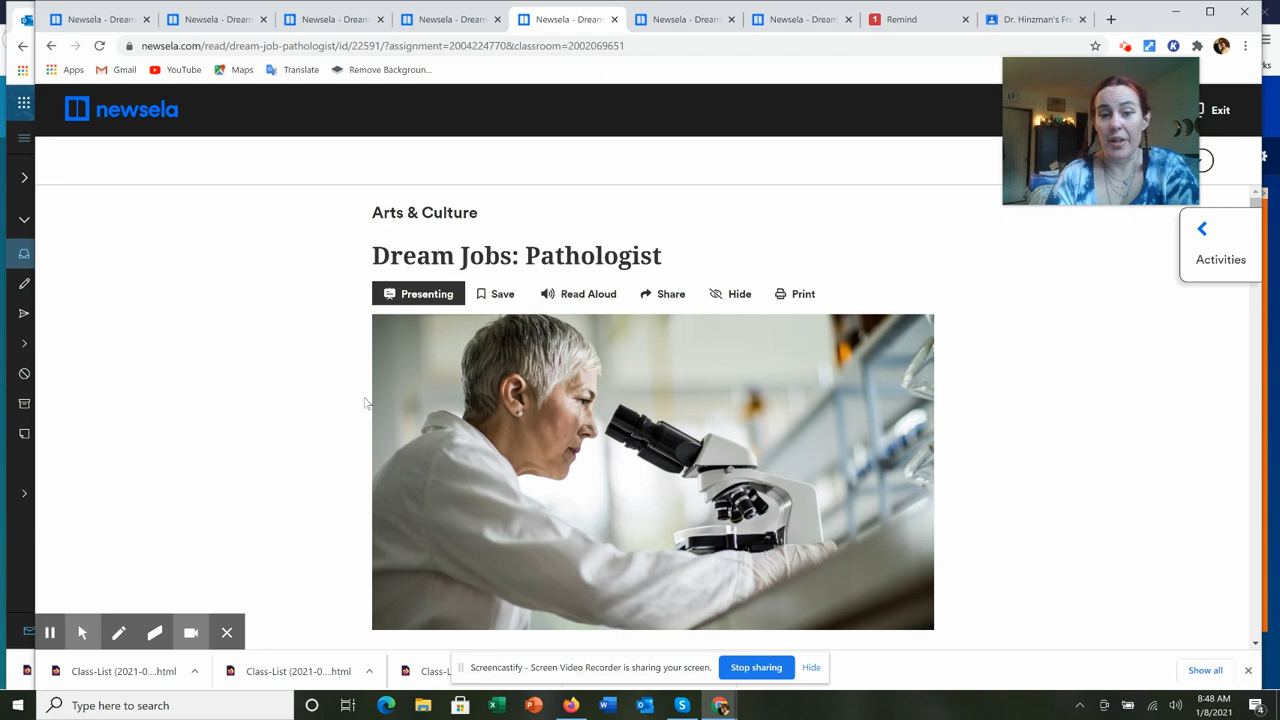 Newsela - Dream
Newsela - Dream
Newsela - Dream
Newsela - Dream
Newsela - Dream
Newsela - Dream
Newsela - Dream
Remind
Dr. Hinzman's Fre
newsela.com/read/dream-job-pathologist/id/22591/?assignment=2004224770&classroom=2002069651
Apps Gmail YouTube Maps Translate Remove Backgroun...
newsela
Exit
Arts & Culture
Dream Jobs: Pathologist
Activities
Presenting Save Read Aloud Share Hide Print
Class-List (2021-0....html
Class-List (2021-0....html
Class-L
Screencastify - Screen Video Recorder is sharing your screen. Stop sharing Hide
Show all
Type here to search
8:48 AM
1/8/2021
4